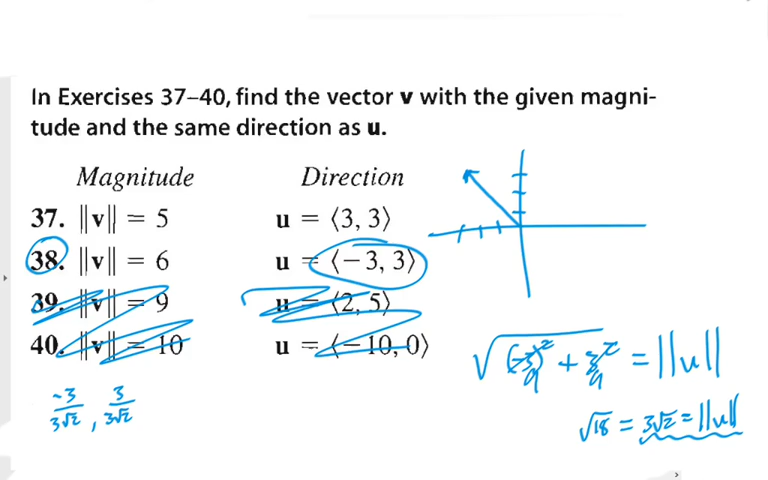 In Exercises 37–40, find the vector v with the given magni-
tude and the same direction as u.
Magnitude Direction
37. ||v|| = 5 u = ⟨3, 3⟩
38. ||v|| = 6 u = ⟨−3, 3⟩
39. ||v|| = 9 u = ⟨2, 5⟩
40. ||v|| = 10 u = ⟨−10, 0⟩
√(−3)² + 3² = ||u||
9 9
-3/3√2, 3/3√2
√18 = 3√2 = ||u||